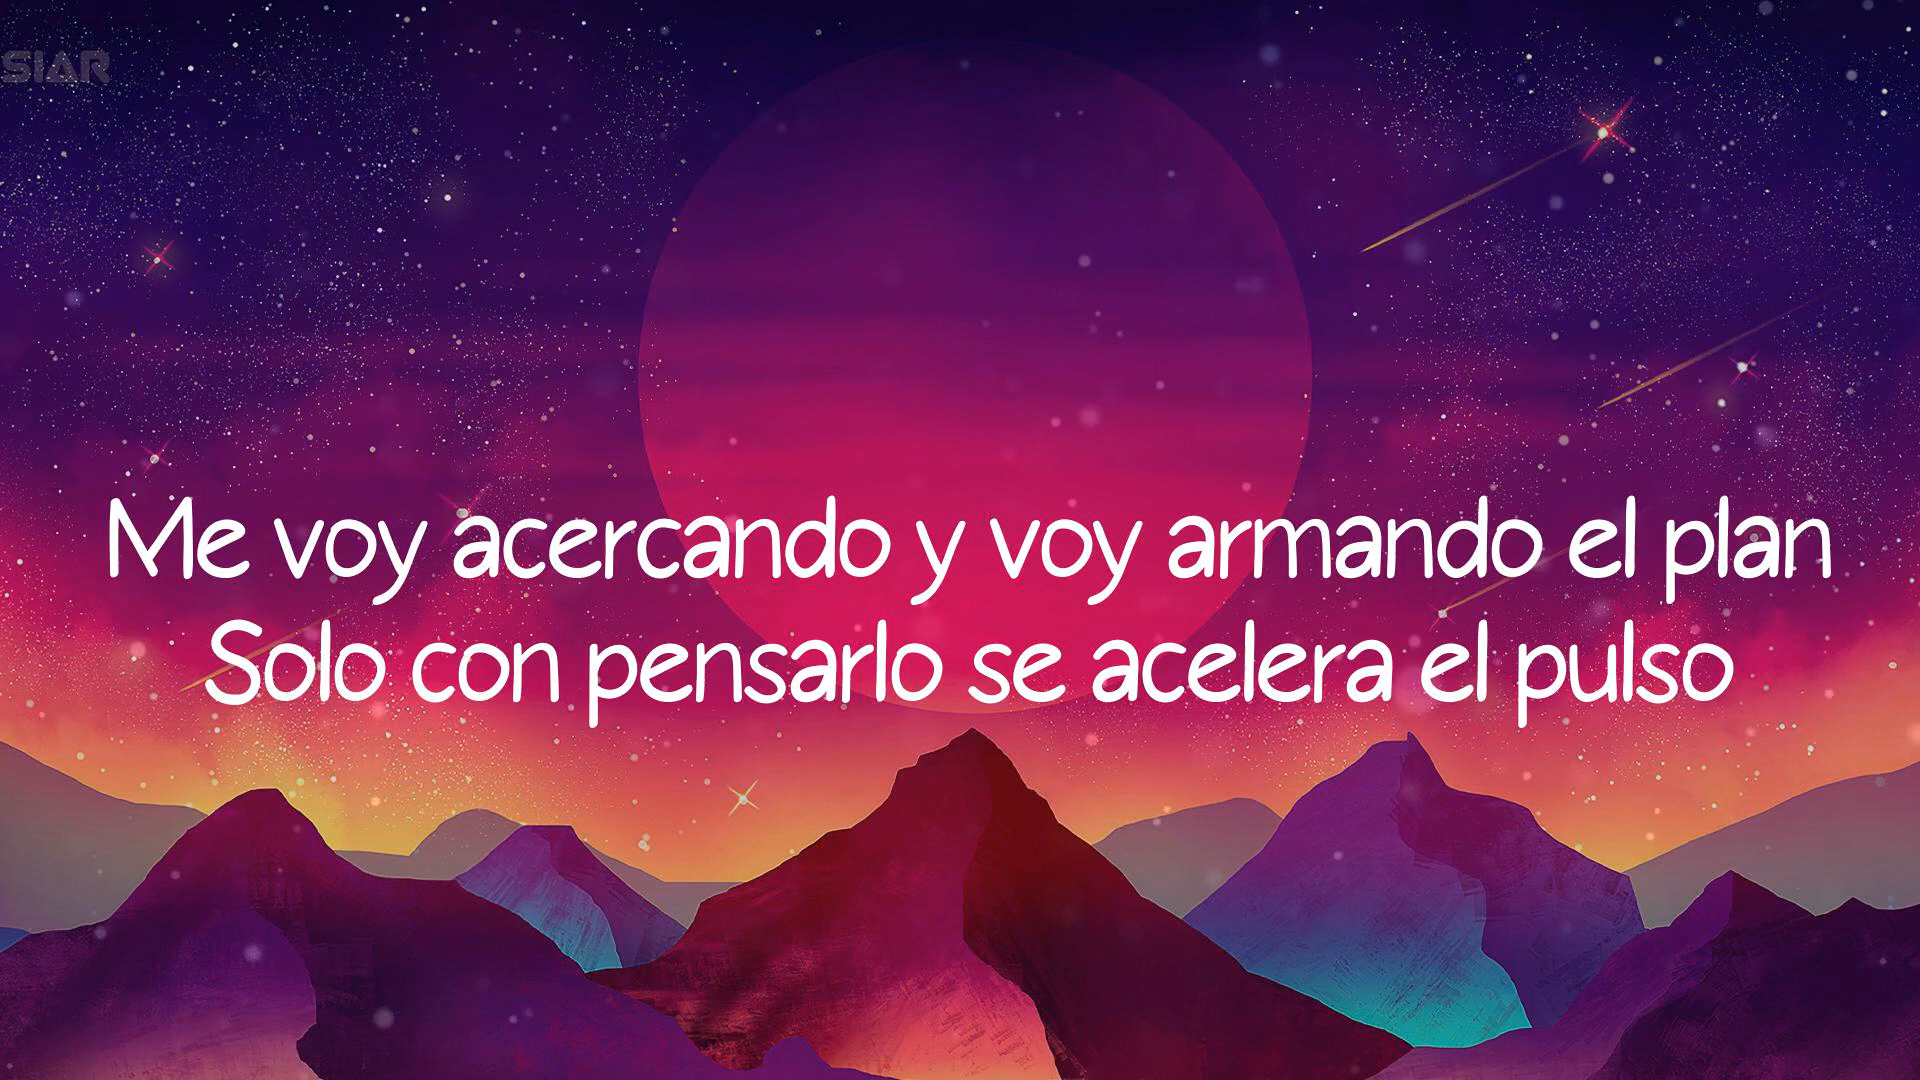 SIAR
Me voy acercando y voy armando el plan
Solo con pensarlo se acelera el pulso